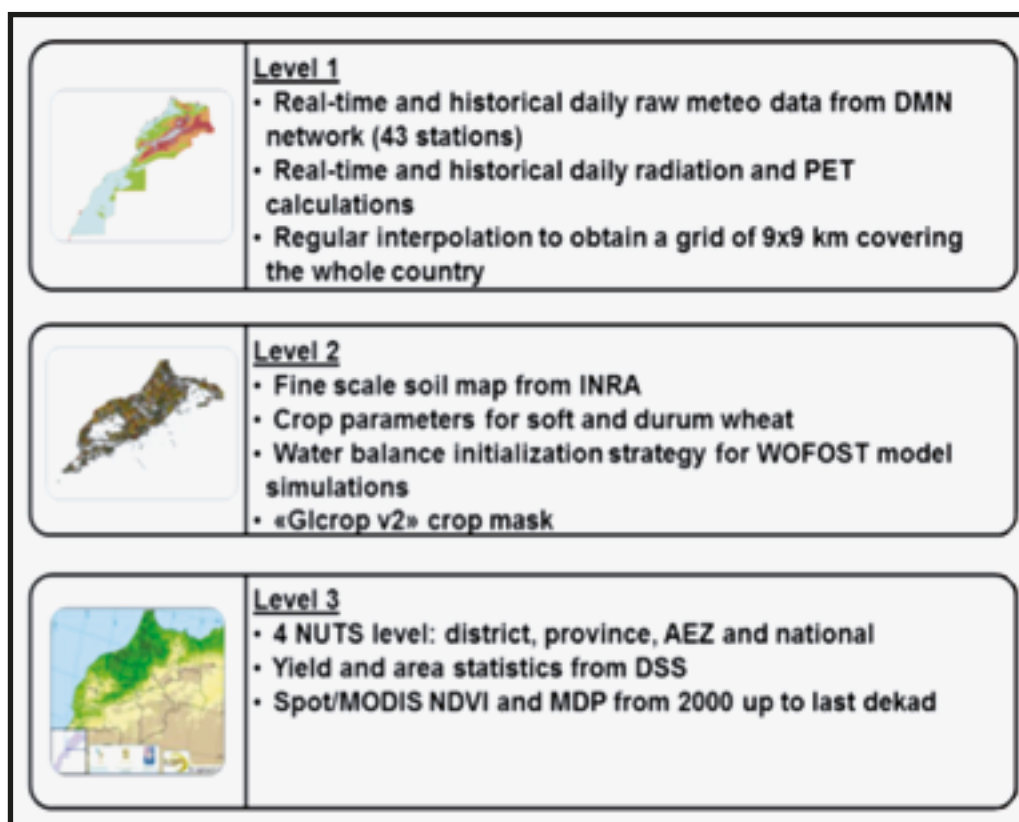 Level 1
• Real-time and historical daily raw meteo data from DMN
network (43 stations)
• Real-time and historical daily radiation and PET
calculations
• Regular interpolation to obtain a grid of 9x9 km covering
the whole country
Level 2
• Fine scale soil map from INRA
• Crop parameters for soft and durum wheat
• Water balance initialization strategy for WOFOST model
simulations
• «Glcrop v2» crop mask
Level 3
• 4 NUTS level: district, province, AEZ and national
• Yield and area statistics from DSS
• Spot/MODIS NDVI and MDP from 2000 up to last dekad